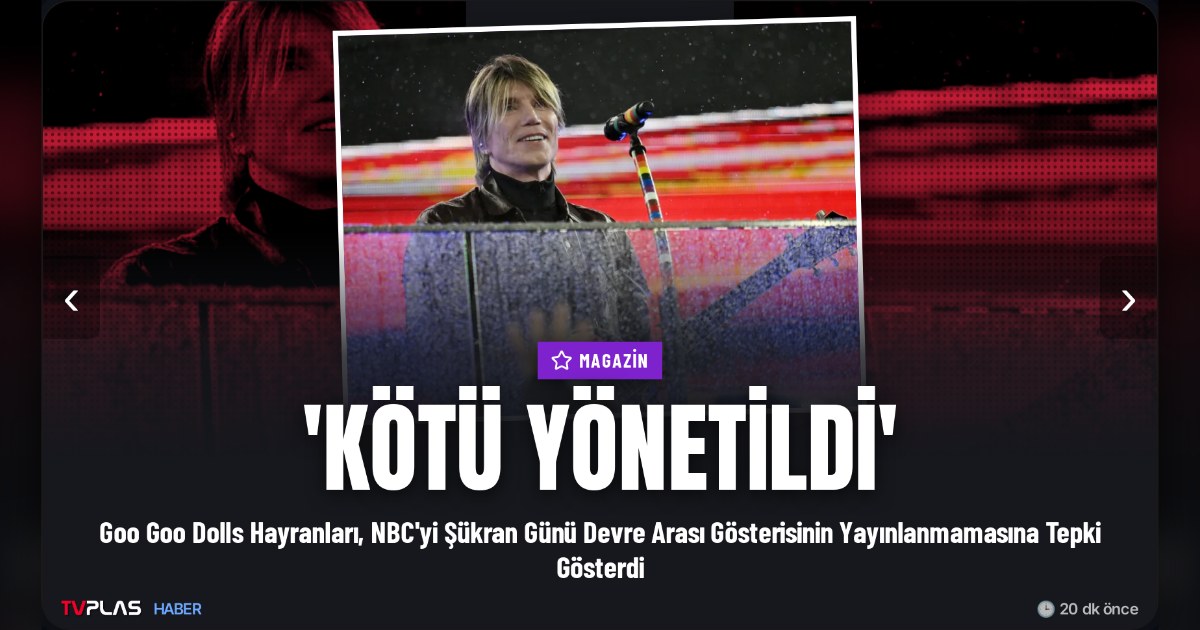 MAGAZİN
'KÖTÜ YÖNETİLDİ'
Goo Goo Dolls Hayranları, NBC'yi Şükran Günü Devre Arası Gösterisinin Yayınlanmamasına Tepki
Gösterdi
TVPLAS HABER
20 dk önce